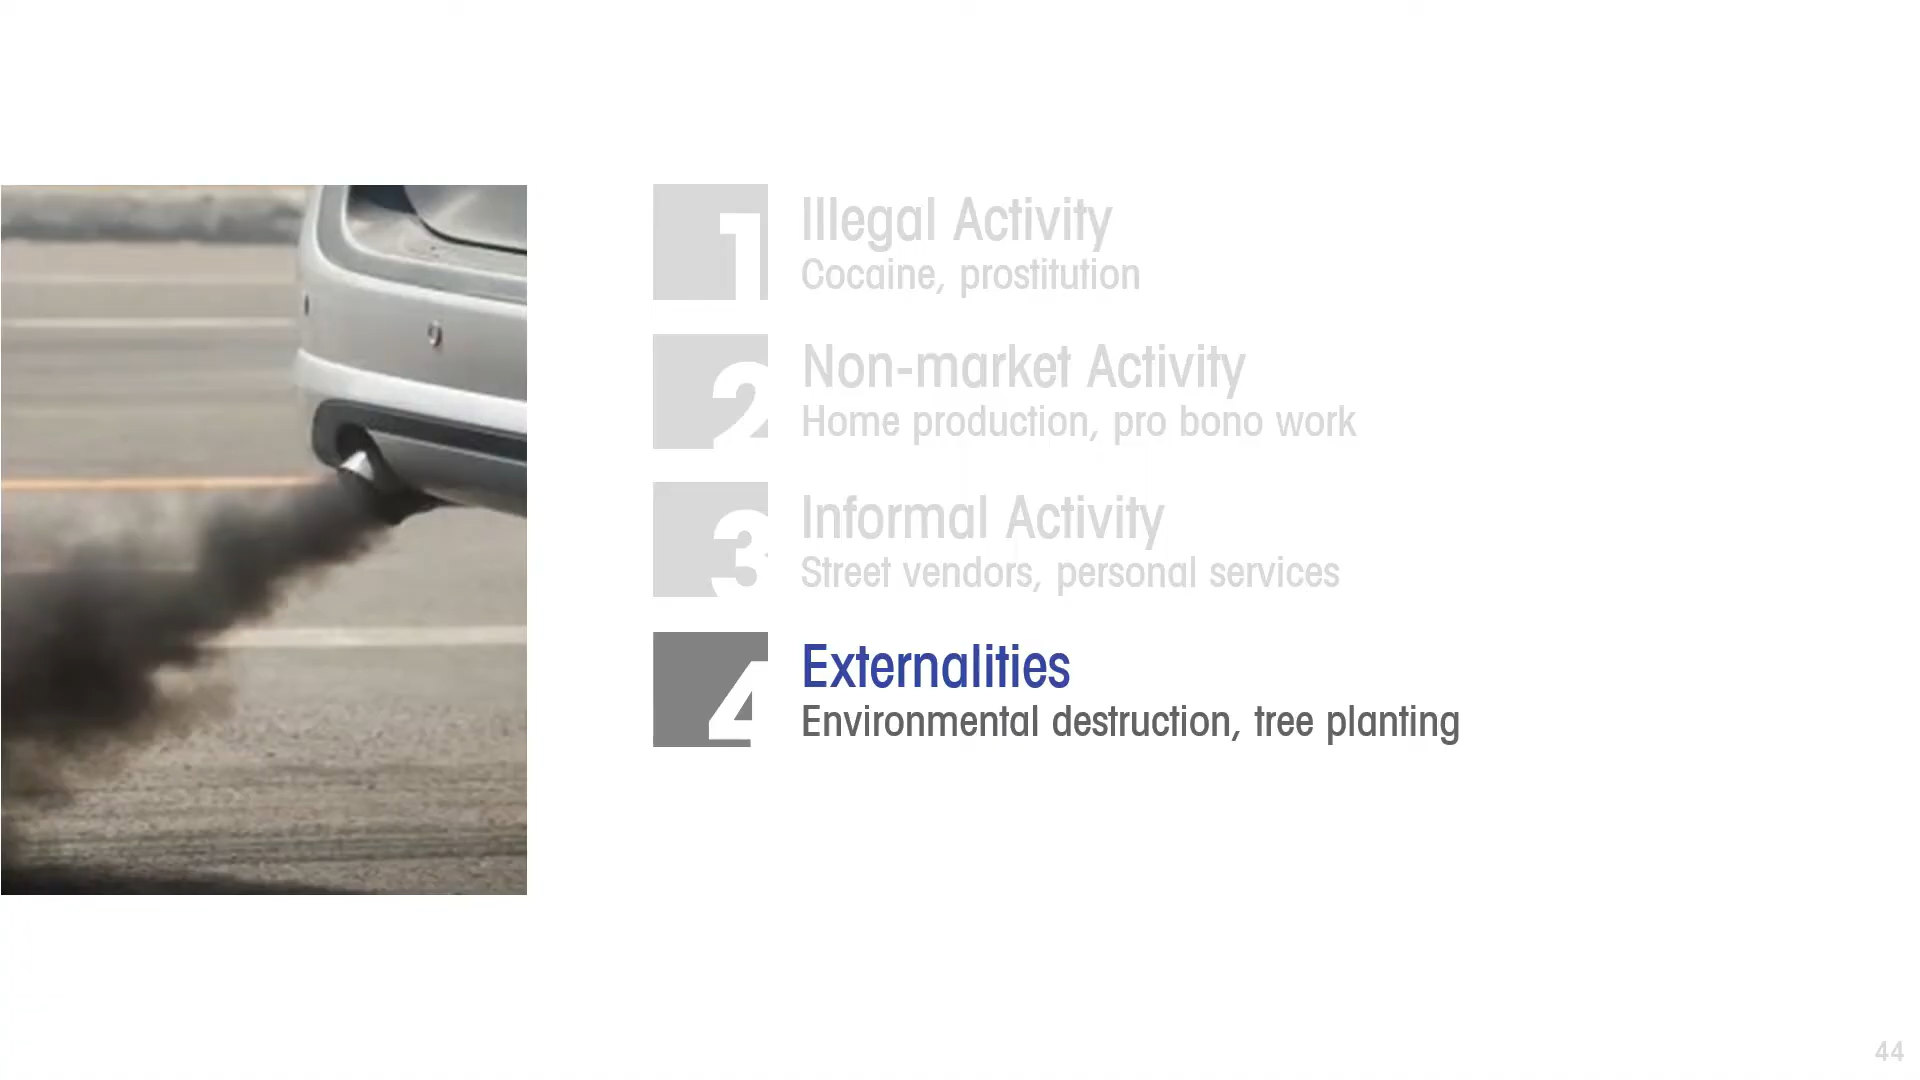 1
Illegal Activity
Cocaine, prostitution
2
Non-market Activity
Home production, pro bono work
3
Informal Activity
Street vendors, personal services
4
Externalities
Environmental destruction, tree planting
44